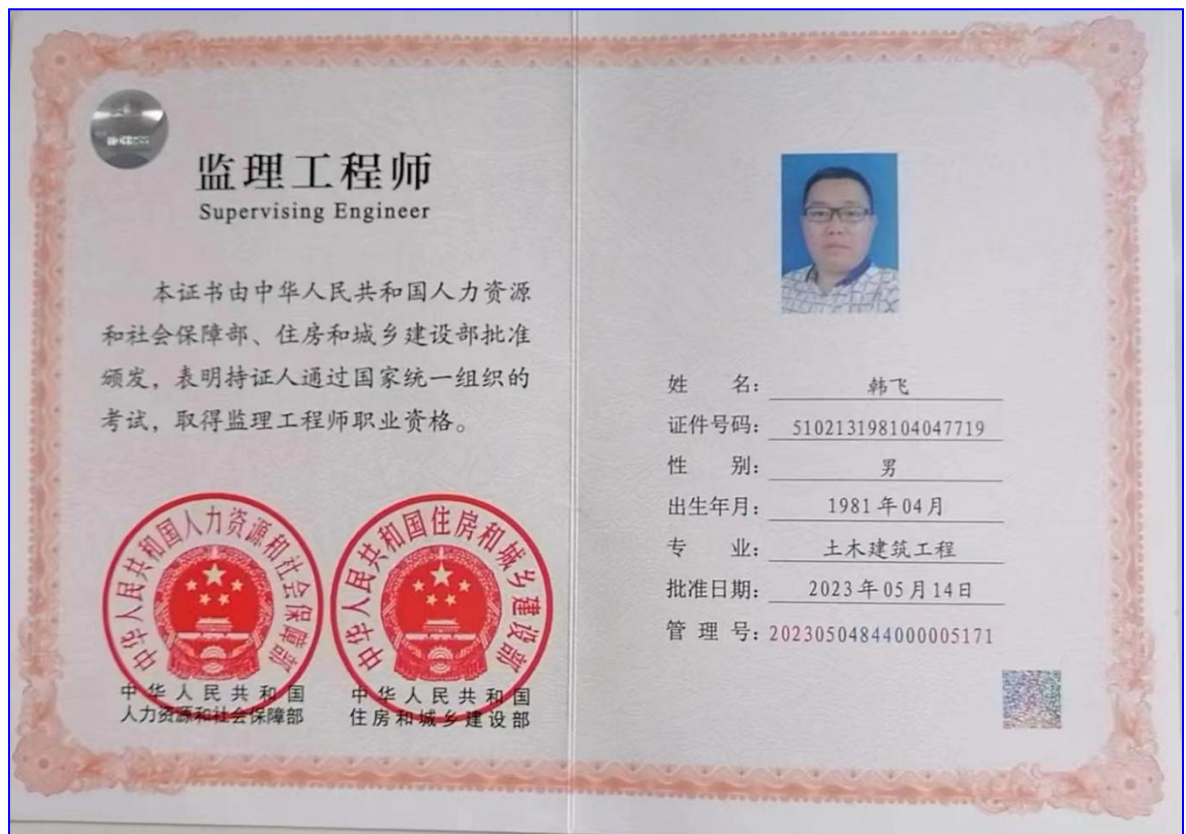 监理工程师
Supervising Engineer
本证书由中华人民共和国人力资源
和社会保障部、住房和城乡建设部批准
颁发，表明持证人通过国家统一组织的
考试，取得监理工程师职业资格。
中华人民共和国人力资源和社会保障部
中华人民共和国住房和城乡建设部
中华人民共和国
人力资源和社会保障部
中华人民共和国
住房和城乡建设部
姓 名： 韩飞
证件号码： 510213198104047719
性 别： 男
出生年月： 1981年04月
专 业： 土木建筑工程
批准日期： 2023年05月14日
管 理 号： 20230504844000005171